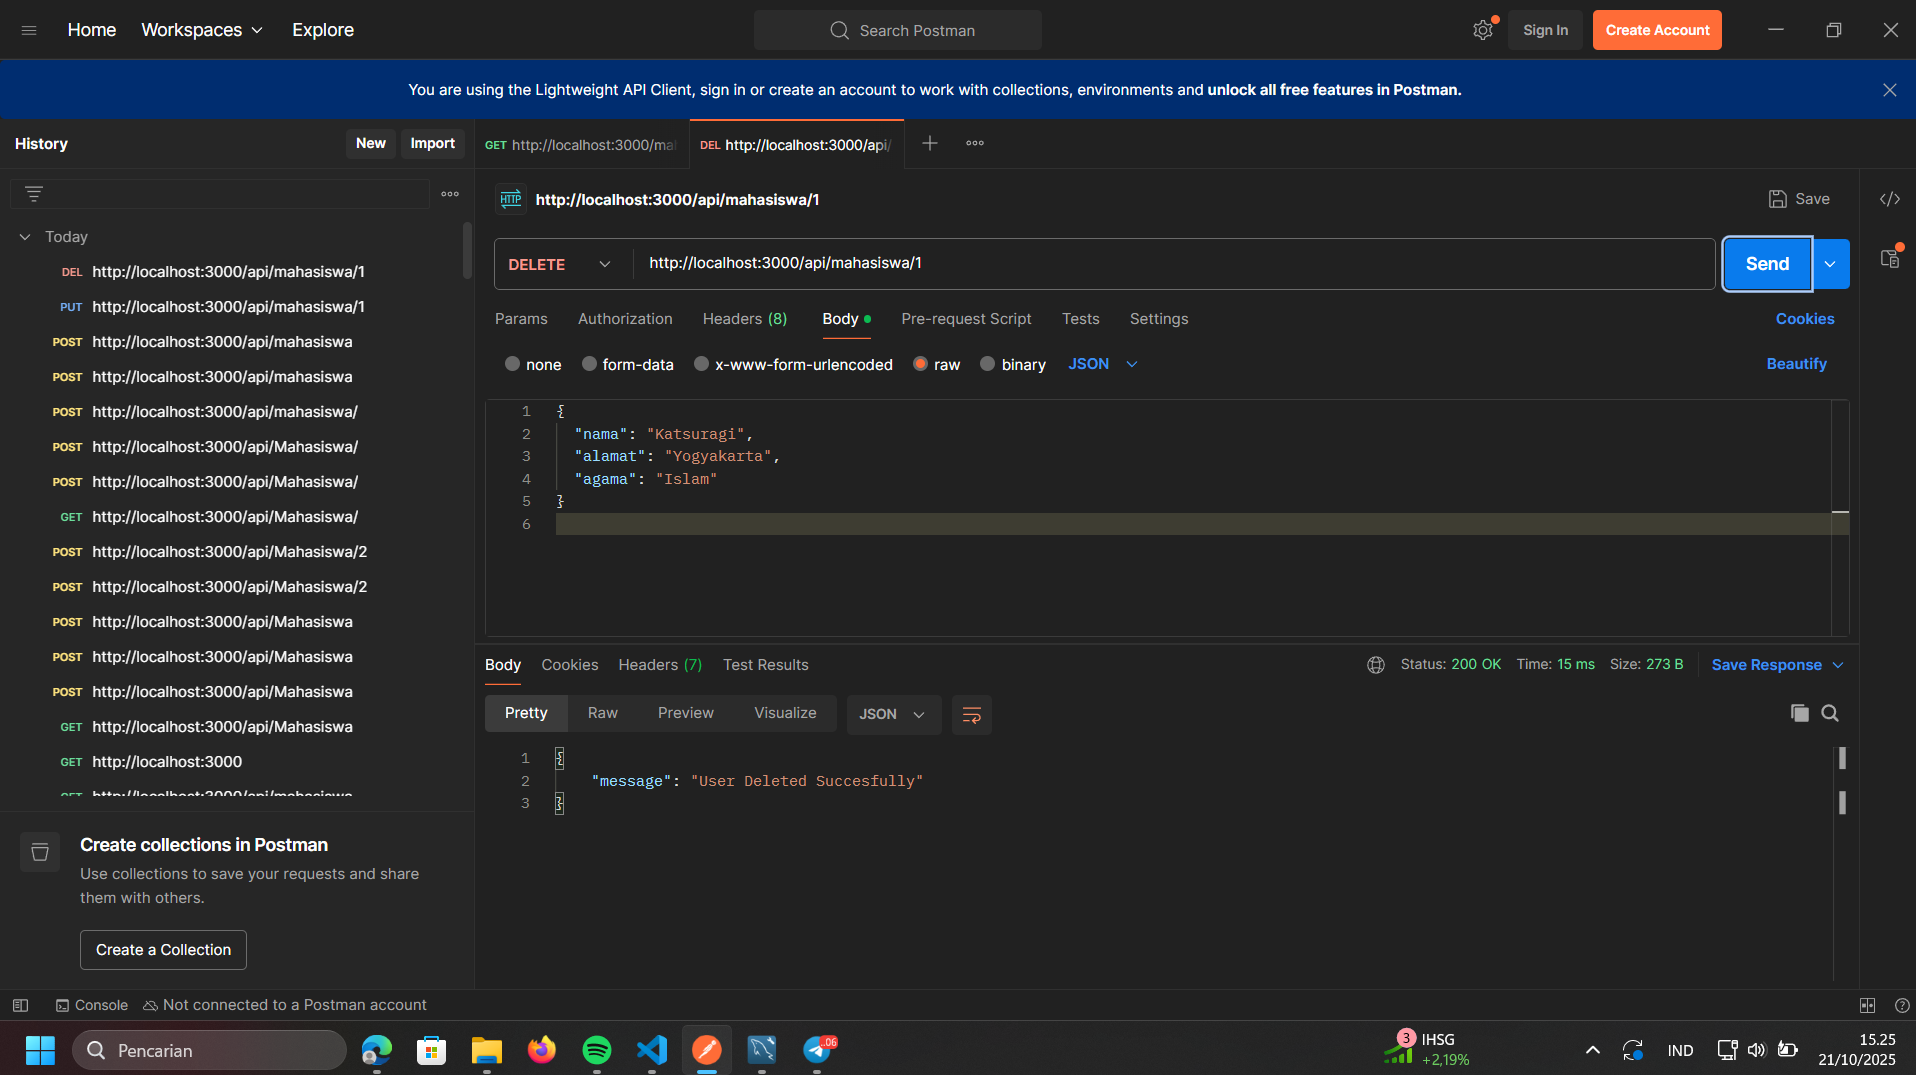 Home Workspaces Explore
Search Postman
Sign In Create Account
You are using the Lightweight API Client, sign in or create an account to work with collections, environments and unlock all free features in Postman.
History New Import
GET http://localhost:3000/ma
DEL http://localhost:3000/api/
Today
DEL http://localhost:3000/api/mahasiswa/1
PUT http://localhost:3000/api/mahasiswa/1
POST http://localhost:3000/api/mahasiswa
POST http://localhost:3000/api/mahasiswa
POST http://localhost:3000/api/mahasiswa/
POST http://localhost:3000/api/Mahasiswa/
POST http://localhost:3000/api/Mahasiswa/
GET http://localhost:3000/api/Mahasiswa/
POST http://localhost:3000/api/Mahasiswa/2
POST http://localhost:3000/api/Mahasiswa/2
POST http://localhost:3000/api/Mahasiswa
POST http://localhost:3000/api/Mahasiswa
POST http://localhost:3000/api/Mahasiswa
GET http://localhost:3000/api/Mahasiswa
GET http://localhost:3000
GET http://localhost:3000/api/mahasiswa
Create collections in Postman
Use collections to save your requests and share
them with others.
Create a Collection
HTTP http://localhost:3000/api/mahasiswa/1
Save
DELETE http://localhost:3000/api/mahasiswa/1
Send
Params Authorization Headers (8) Body Pre-request Script Tests Settings
Cookies
none form-data x-www-form-urlencoded raw binary JSON
Beautify
1 {
2 "nama": "Katsuragi",
3 "alamat": "Yogyakarta",
4 "agama": "Islam"
5 }
6
Body Cookies Headers (7) Test Results
Status: 200 OK Time: 15 ms Size: 273 B Save Response
Pretty Raw Preview Visualize JSON
1 {
2 "message": "User Deleted Succesfully"
3 }
Console Not connected to a Postman account
Pencarian
.06
3
IHSG
+2,19%
IND
15.25
21/10/2025